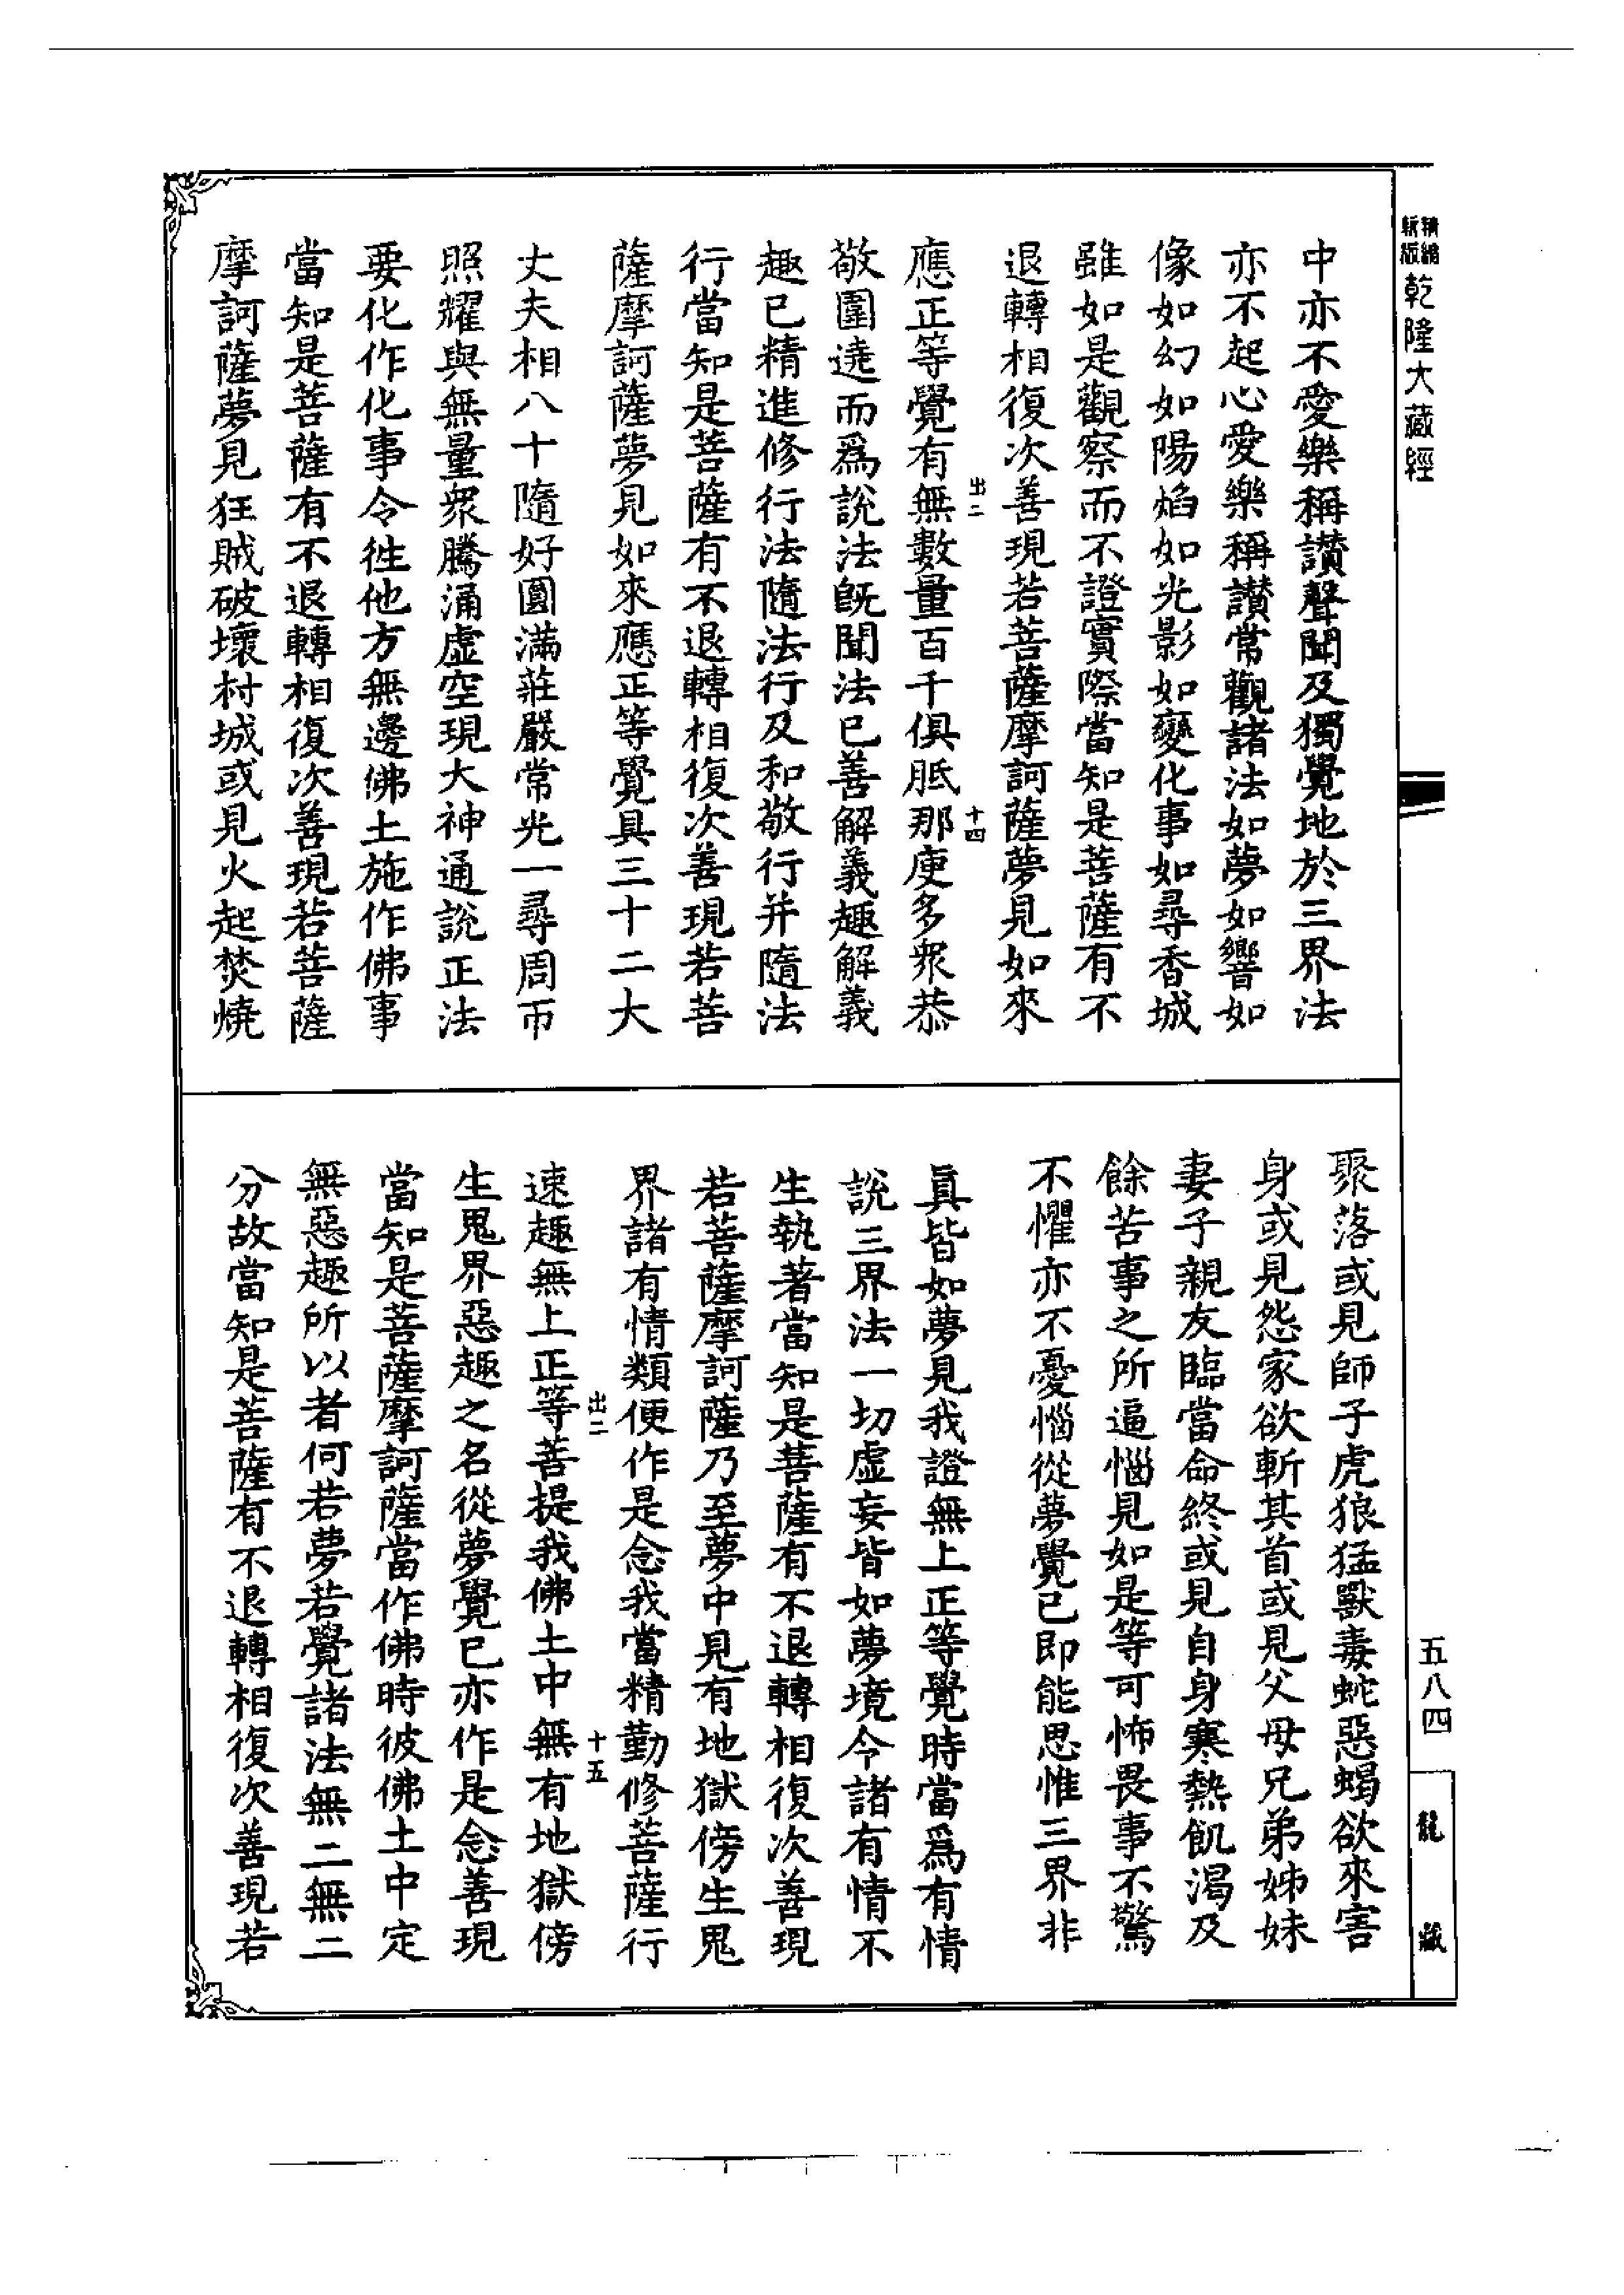 精編
新版
乾隆大藏經
中亦不愛樂稱讚聲聞及獨覺地於三界法
亦不起心愛樂稱讚常觀諸法如夢如響如
像如幻如陽焰如光影如變化事如尋香城
雖如是觀察而不證實際當知是菩薩有不
退轉相復次善現若菩薩摩訶薩夢見如來
出二
十四
應正等覺有無數量百千俱胝那庾多衆恭
敬圍遶而爲說法旣聞法已善解義趣解義
趣已精進修行法隨法行及和敬行并隨法
行當知是菩薩有不退轉相復次善現若菩
薩摩訶薩夢見如來應正等覺具三十二大
丈夫相八十隨好圓滿莊嚴常光一尋周帀
照耀與無量衆騰涌虛空現大神通說正法
要化作化事令徃他方無邊佛土施作佛事
當知是菩薩有不退轉相復次善現若菩薩
摩訶薩夢見狂賊破壞村城或見火起焚燒
五八四
龍藏
聚落或見師子虎狼猛獸毒蛇惡蝎欲來害
身或見怨家欲斬其首或見父母兄弟姊妹
妻子親友臨當命終或見自身寒熱飢渴及
餘苦事之所逼惱見如是等可怖畏事不驚
不懼亦不憂惱從夢覺已即能思惟三界非
眞皆如夢見我證無上正等覺時當爲有情
說三界法一切虛妄皆如夢境令諸有情不
生執著當知是菩薩有不退轉相復次善現
若菩薩摩訶薩乃至夢中見有地獄傍生鬼
界諸有情類便作是念我當精勤修菩薩行
出二
十五
速趣無上正等菩提我佛土中無有地獄傍
生鬼界惡趣之名從夢覺已亦作是念善現
當知是菩薩摩訶薩當作佛時彼佛土中定
無惡趣所以者何若夢若覺諸法無二無二
分故當知是菩薩有不退轉相復次善現若